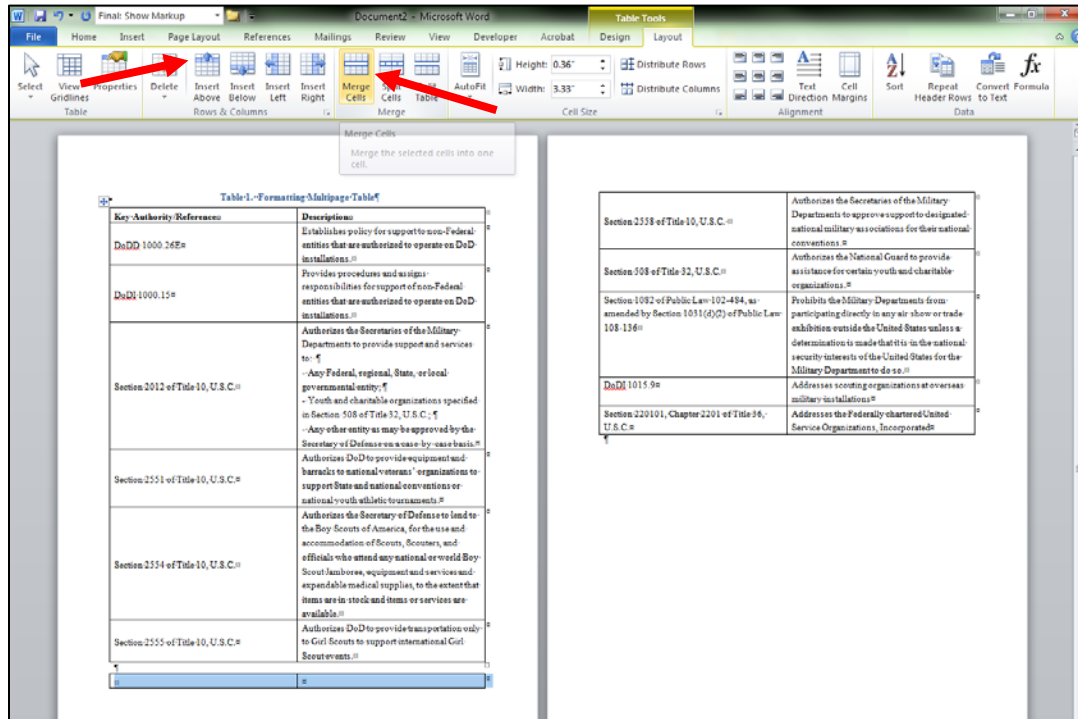 Final: Show Markup
Document2 - Microsoft Word
Table Tools
File Home Insert Page Layout References Mailings Review View Developer Acrobat Design Layout
Select
View Gridlines
Properties
Table
Delete
Insert Above
Insert Below
Insert Left
Insert Right
Rows & Columns
Merge Cells
Cells
Table
Merge
AutoFit
Height: 0.36"
Width: 3.33"
Distribute Rows
Distribute Columns
Cell Size
Text Direction
Cell Margins
Alignment
Sort
Repeat Header Rows
Convert to Text
Formula
Data
Merge Cells
Merge the selected cells into one
cell.
Table 1. Formatting Multipage Table¶
Key Authority/References
Descriptions
DoDD 1000.26E
Establishes policy for support to non-Federal
entities that are authorized to operate on DoD
installations.
DoDI 1000.15
Provides procedures and assigns
responsibilities for support of non-Federal
entities that are authorized to operate on DoD
installations.
Section 2012 of Title 10, U.S.C.
Authorizes the Secretaries of the Military
Departments to provide support and services
to: ¶
- Any Federal, regional, State, or local
governmental entity; ¶
- Youth and charitable organizations specified
in Section 508 of Title 32, U.S.C.; ¶
- Any other entity as may be approved by the
Secretary of Defense on a case-by-case basis.
Section 2551 of Title 10, U.S.C.
Authorizes DoD to provide equipment and
barracks to national veterans' organizations to
support State and national conventions or
national youth athletic tournaments.
Section 2554 of Title 10, U.S.C.
Authorizes the Secretary of Defense to lend to
the Boy Scouts of America, for the use and
accommodation of Scouts, Scouters, and
officials who attend any national or world Boy
Scout Jamboree, equipment and services and
expendable medical supplies, to the extent that
items are in stock and items or services are
available.
Section 2555 of Title 10, U.S.C.
Authorizes DoD to provide transportation only
to Girl Scouts to support international Girl
Scout events.
¶
Section 2558 of Title 10, U.S.C.
Authorizes the Secretaries of the Military
Departments to approve support to designated
national military associations for their national
conventions.
Section 508 of Title 32, U.S.C.
Authorizes the National Guard to provide
assistance for certain youth and charitable
organizations.
Section 1082 of Public Law 102-484, as
amended by Section 1031(d)(2) of Public Law
108-136
Prohibits the Military Departments from
participating directly in any air show or trade
exhibition outside the United States unless a
determination is made that it is in the national
security interests of the United States for the
Military Department to do so.
DoDI 1015.9
Addresses scouting organizations at overseas
military installations
Section 220101, Chapter 2201 of Title 36,
U.S.C.
Addresses the Federally chartered United
Service Organizations, Incorporated
¶